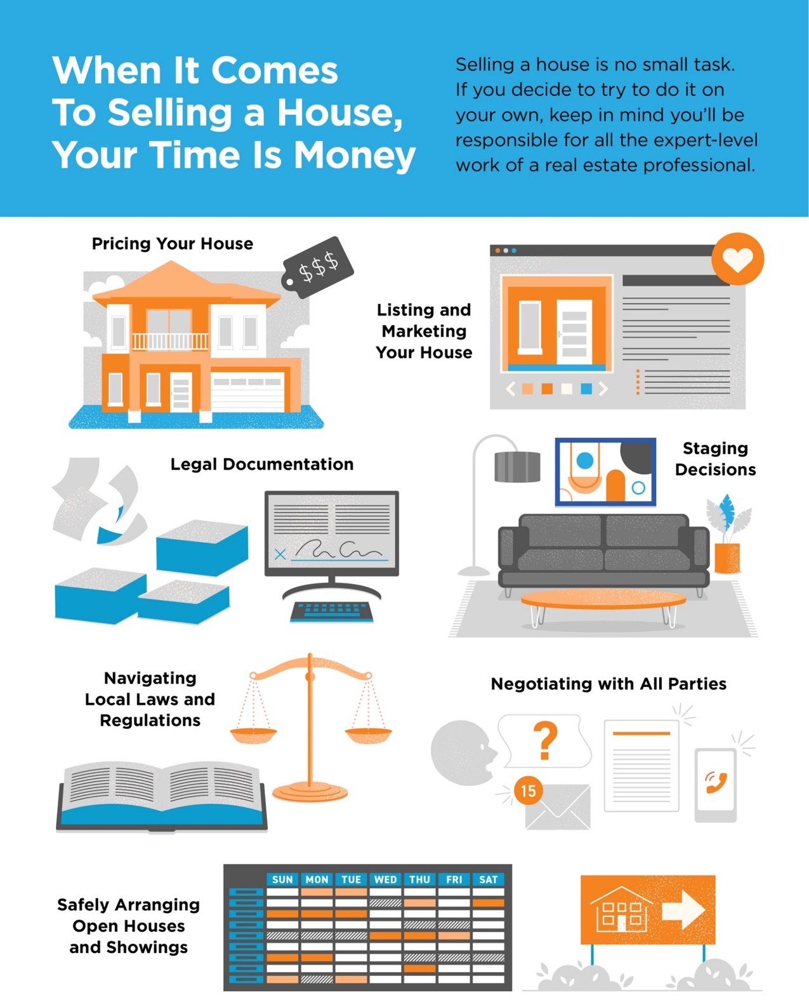 When It Comes
To Selling a House,
Your Time Is Money
Selling a house is no small task.
If you decide to try to do it on
your own, keep in mind you'll be
responsible for all the expert-level
work of a real estate professional.
Pricing Your House
$$$
Listing and
Marketing
Your House
Legal Documentation
Staging
Decisions
Navigating
Local Laws and
Regulations
Negotiating with All Parties
?
15
Safely Arranging
Open Houses
and Showings
SUN MON TUE WED THU FRI SAT